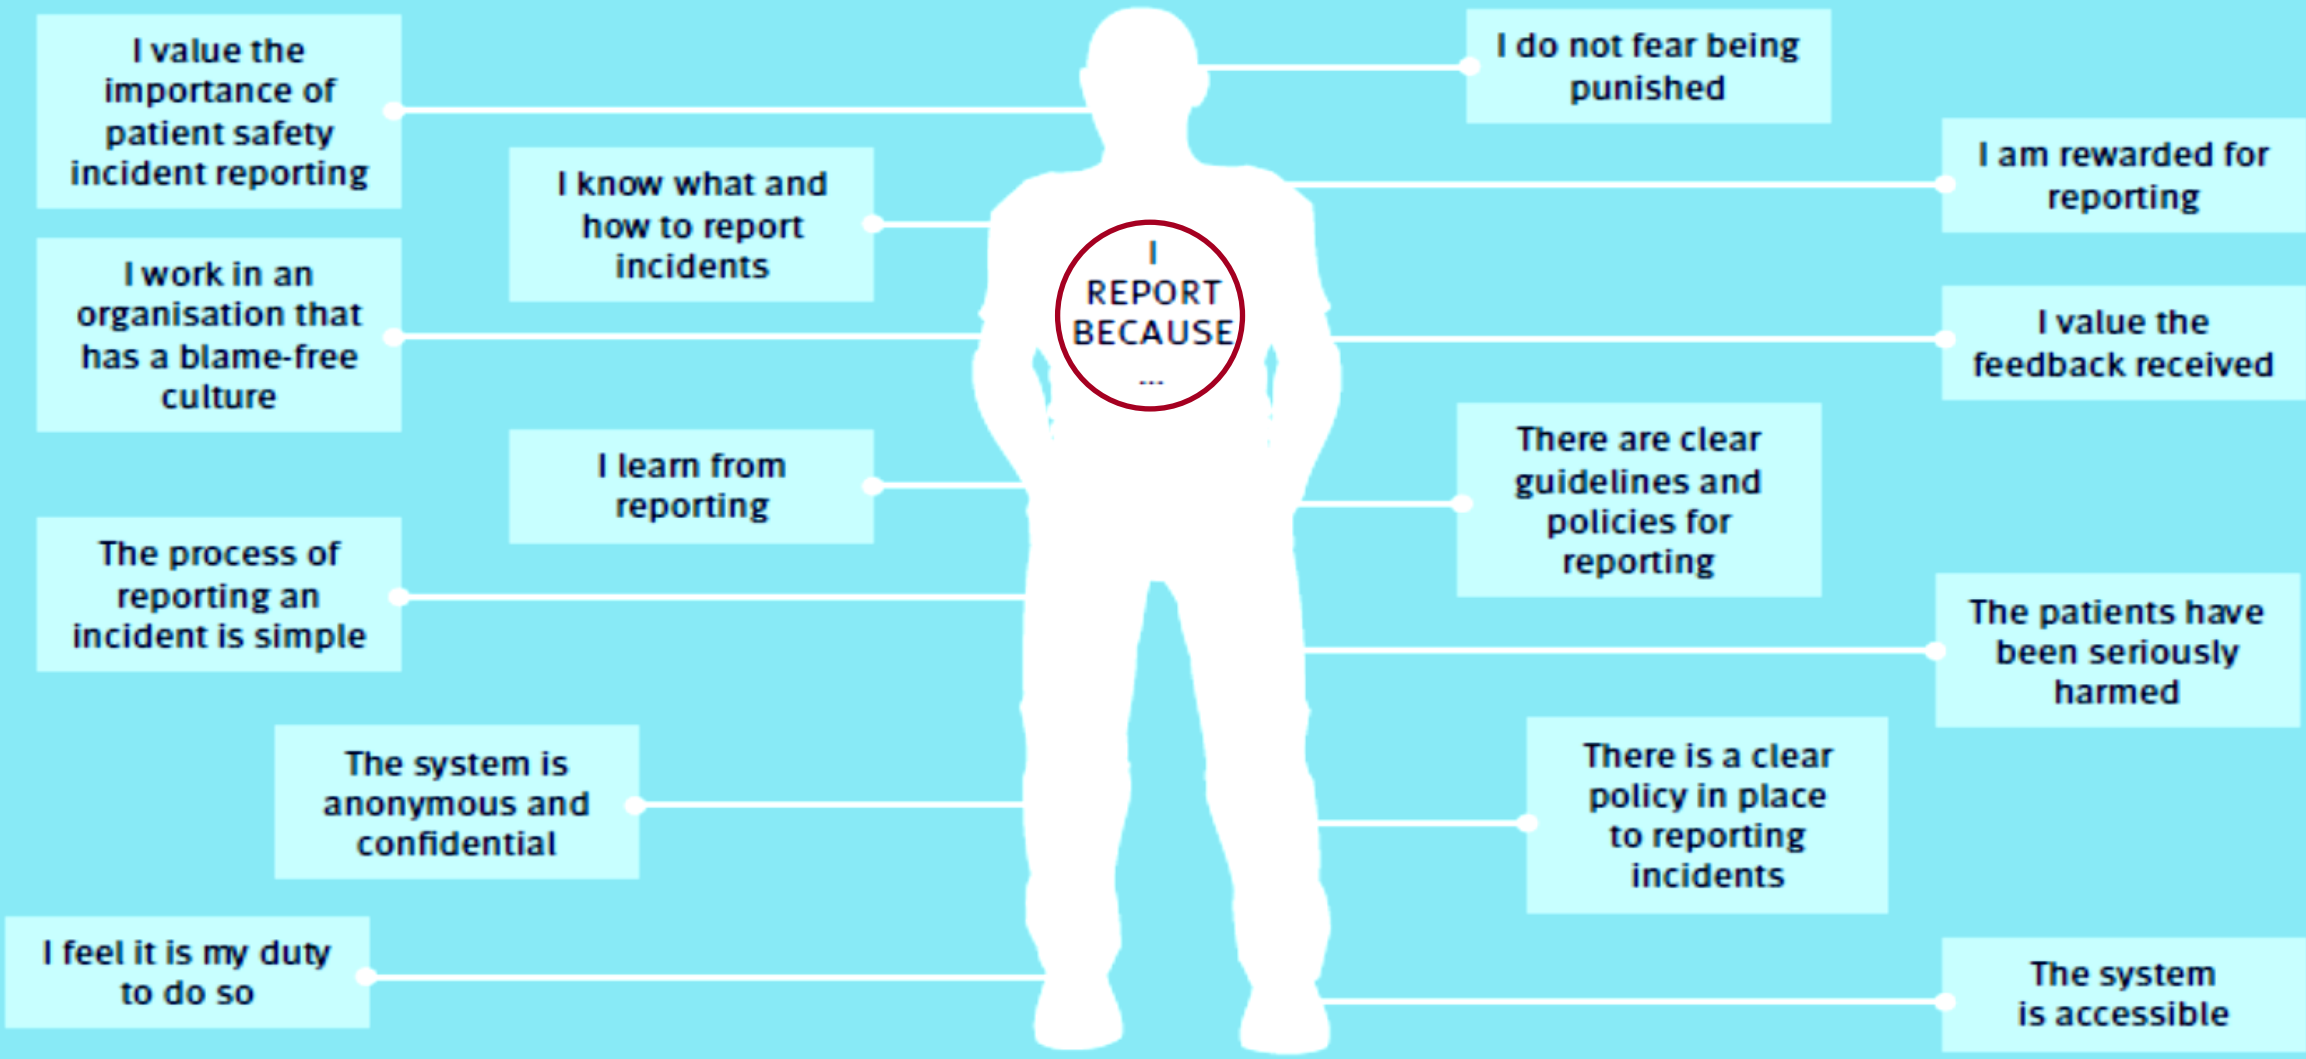 I value the
importance of
patient safety
incident reporting
I know what and
how to report
incidents
I work in an
organisation that
has a blame-free
culture
I learn from
reporting
The process of
reporting an
incident is simple
The system is
anonymous and
confidential
I feel it is my duty
to do so
I
REPORT
BECAUSE
...
I do not fear being
punished
I am rewarded for
reporting
I value the
feedback received
There are clear
guidelines and
policies for
reporting
The patients have
been seriously
harmed
There is a clear
policy in place
to reporting
incidents
The system
is accessible